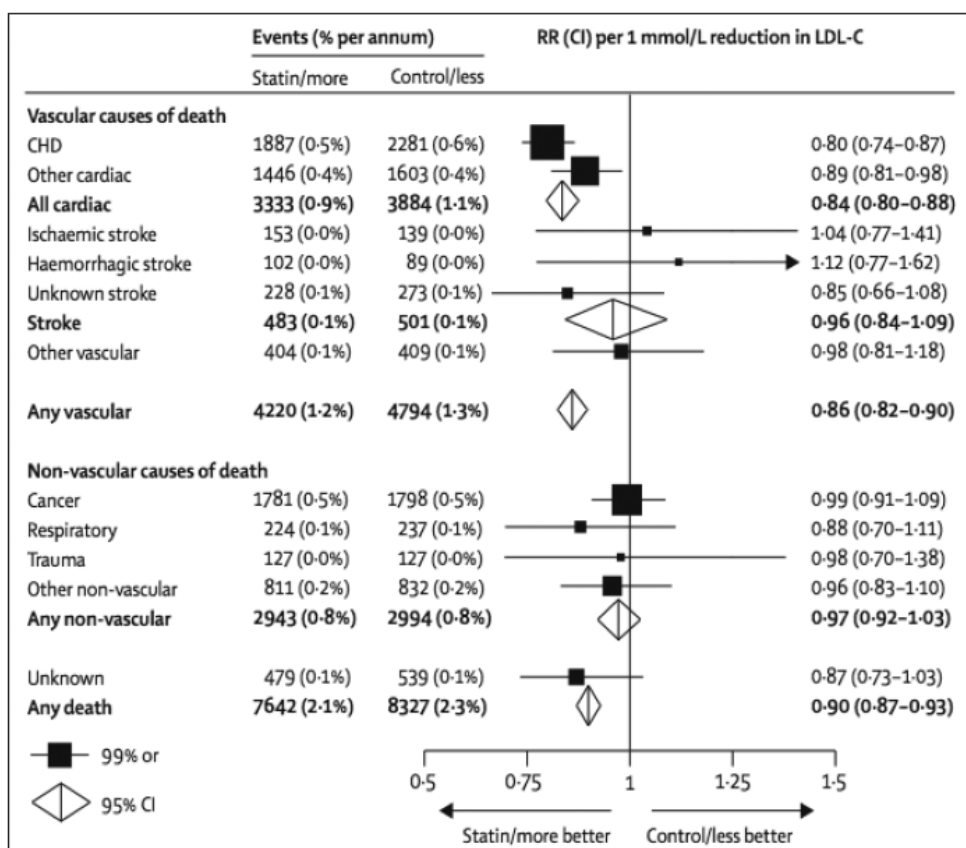 Events (% per annum) RR (CI) per 1 mmol/L reduction in LDL-C
Statin/more Control/less
Vascular causes of death
CHD 1887 (0·5%) 2281 (0·6%) 0·80 (0·74–0·87)
Other cardiac 1446 (0·4%) 1603 (0·4%) 0·89 (0·81–0·98)
All cardiac 3333 (0·9%) 3884 (1·1%) 0·84 (0·80–0·88)
Ischaemic stroke 153 (0·0%) 139 (0·0%) 1·04 (0·77–1·41)
Haemorrhagic stroke 102 (0·0%) 89 (0·0%) 1·12 (0·77–1·62)
Unknown stroke 228 (0·1%) 273 (0·1%) 0·85 (0·66–1·08)
Stroke 483 (0·1%) 501 (0·1%) 0·96 (0·84–1·09)
Other vascular 404 (0·1%) 409 (0·1%) 0·98 (0·81–1·18)
Any vascular 4220 (1·2%) 4794 (1·3%) 0·86 (0·82–0·90)
Non-vascular causes of death
Cancer 1781 (0·5%) 1798 (0·5%) 0·99 (0·91–1·09)
Respiratory 224 (0·1%) 237 (0·1%) 0·88 (0·70–1·11)
Trauma 127 (0·0%) 127 (0·0%) 0·98 (0·70–1·38)
Other non-vascular 811 (0·2%) 832 (0·2%) 0·96 (0·83–1·10)
Any non-vascular 2943 (0·8%) 2994 (0·8%) 0·97 (0·92–1·03)
Unknown 479 (0·1%) 539 (0·1%) 0·87 (0·73–1·03)
Any death 7642 (2·1%) 8327 (2·3%) 0·90 (0·87–0·93)
99% or
95% CI
0·5 0·75 1 1·25 1·5
Statin/more better Control/less better